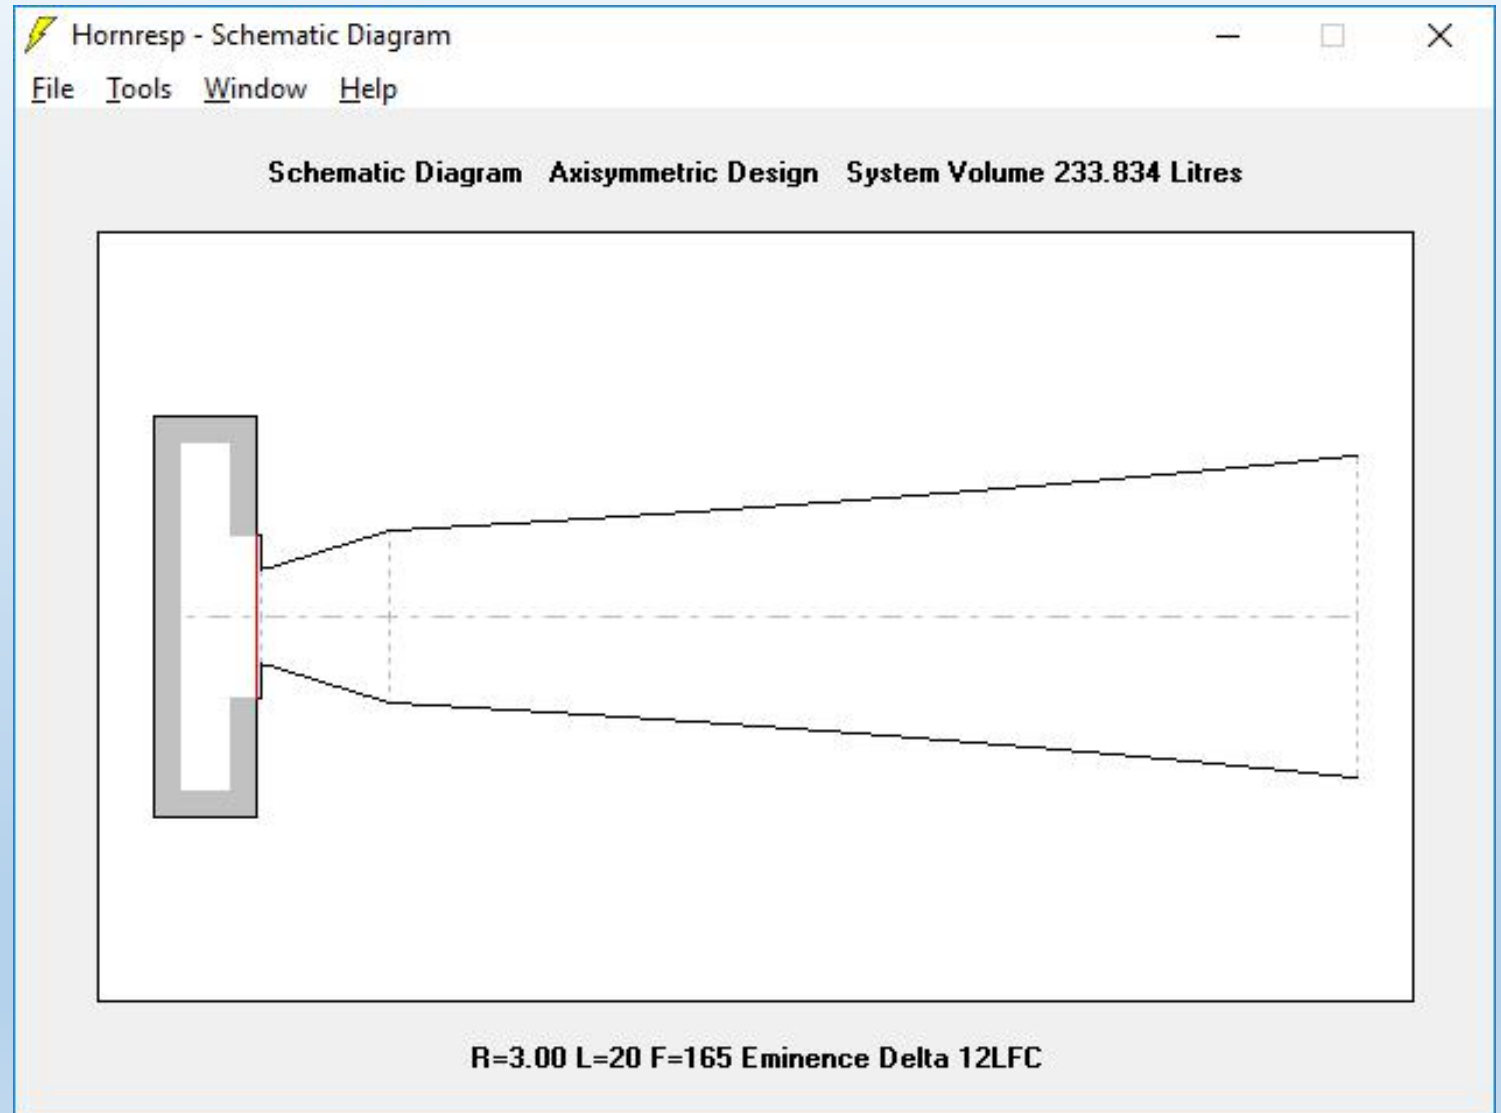 Hornresp - Schematic Diagram
File Tools Window Help
Schematic Diagram Axisymmetric Design System Volume 233.834 Litres
R=3.00 L=20 F=165 Eminence Delta 12LFC